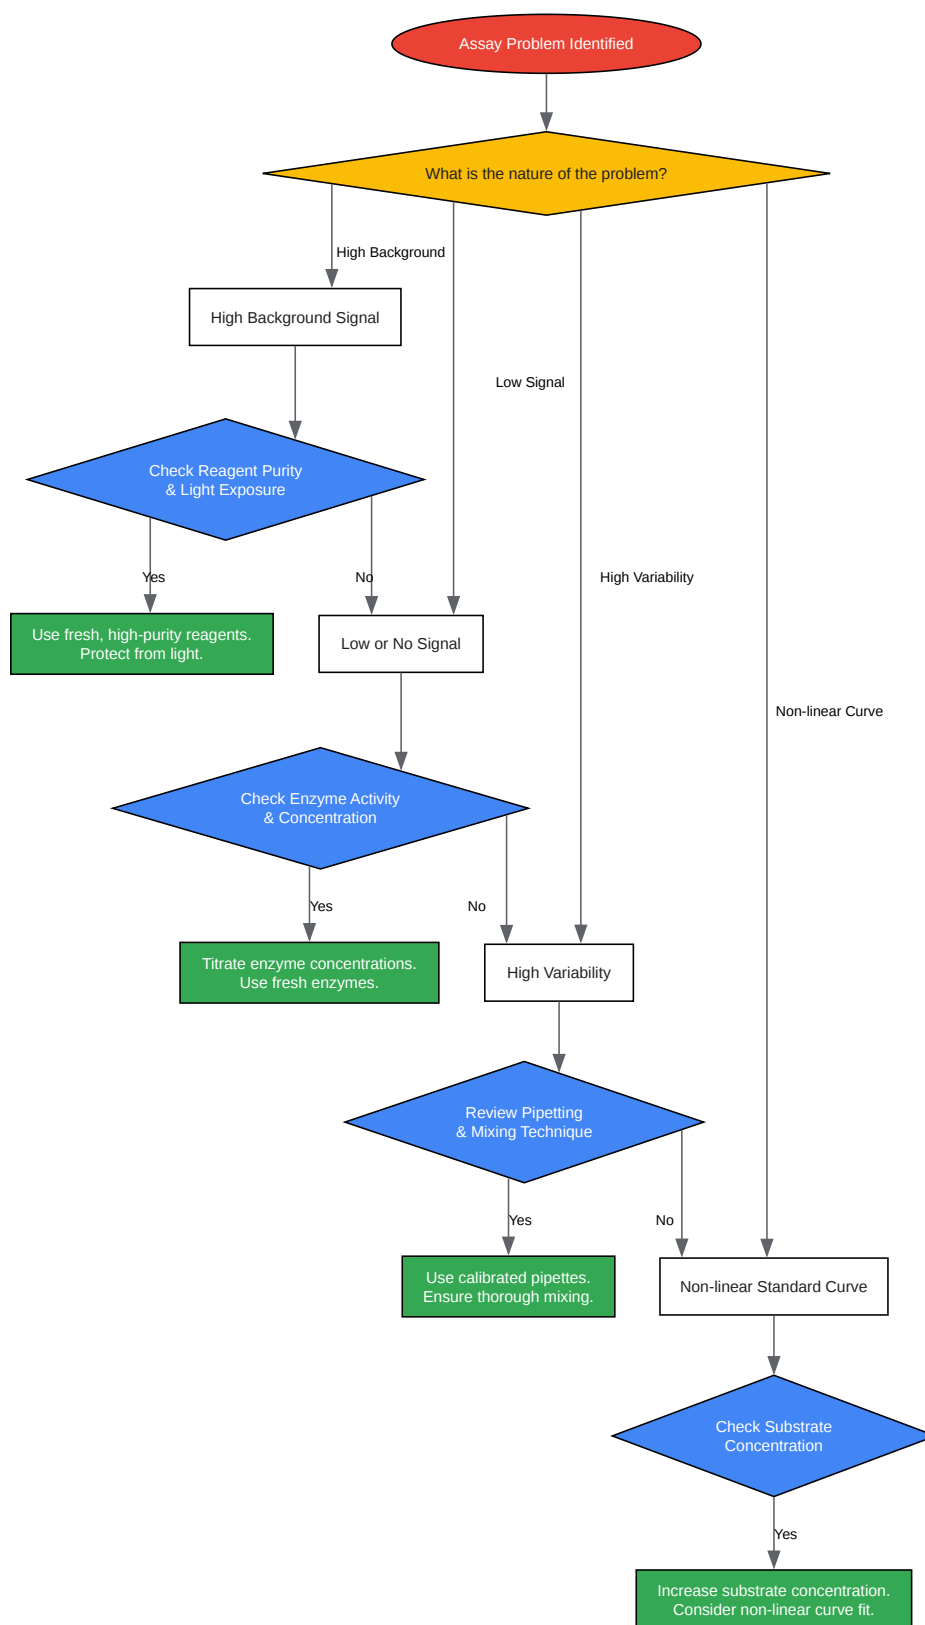 Assay Problem Identified
What is the nature of the problem?
High Background
High Background Signal
Low Signal
Check Reagent Purity
& Light Exposure
Yes
No
High Variability
Use fresh, high-purity reagents.
Protect from light.
Low or No Signal
Non-linear Curve
Check Enzyme Activity
& Concentration
Yes
No
Titrate enzyme concentrations.
Use fresh enzymes.
High Variability
Review Pipetting
& Mixing Technique
Yes
No
Use calibrated pipettes.
Ensure thorough mixing.
Non-linear Standard Curve
Check Substrate
Concentration
Yes
Increase substrate concentration.
Consider non-linear curve fit.